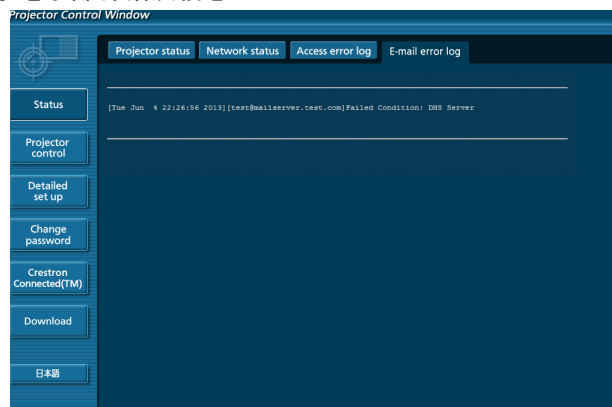 Projector Control Window
Projector status Network status Access error log E-mail error log
[Tue Jun 4 22:26:56 2013][test@mailserver.test.com]Failed Condition: DNS Server
Status
Projector
control
Detailed
set up
Change
password
Crestron
Connected(TM)
Download
日本語